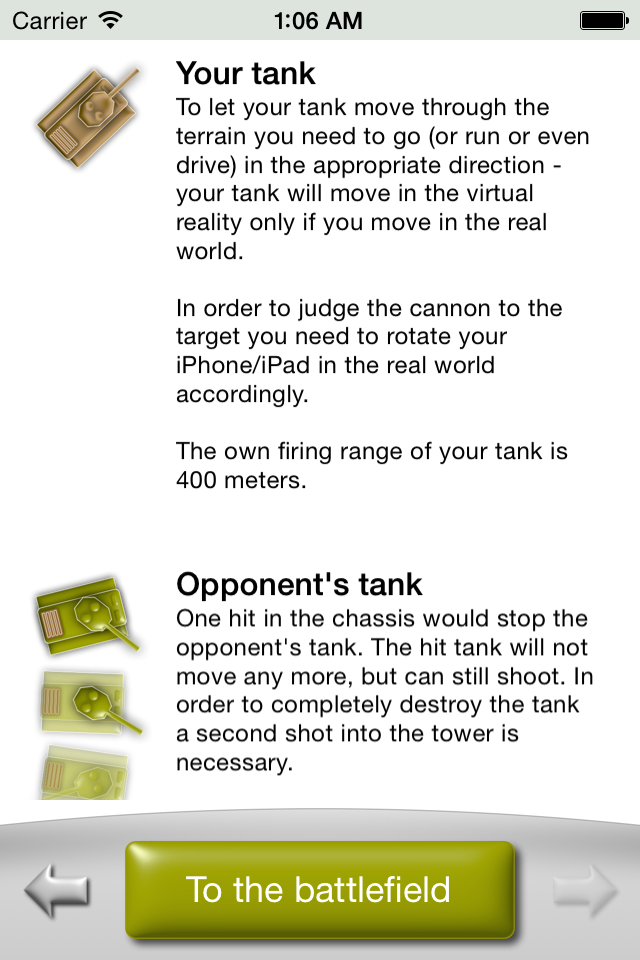 Carrier
1:06 AM
Your tank
To let your tank move through the
terrain you need to go (or run or even
drive) in the appropriate direction -
your tank will move in the virtual
reality only if you move in the real
world.
In order to judge the cannon to the
target you need to rotate your
iPhone/iPad in the real world
accordingly.
The own firing range of your tank is
400 meters.
Opponent's tank
One hit in the chassis would stop the
opponent's tank. The hit tank will not
move any more, but can still shoot. In
order to completely destroy the tank
a second shot into the tower is
necessary.
To the battlefield